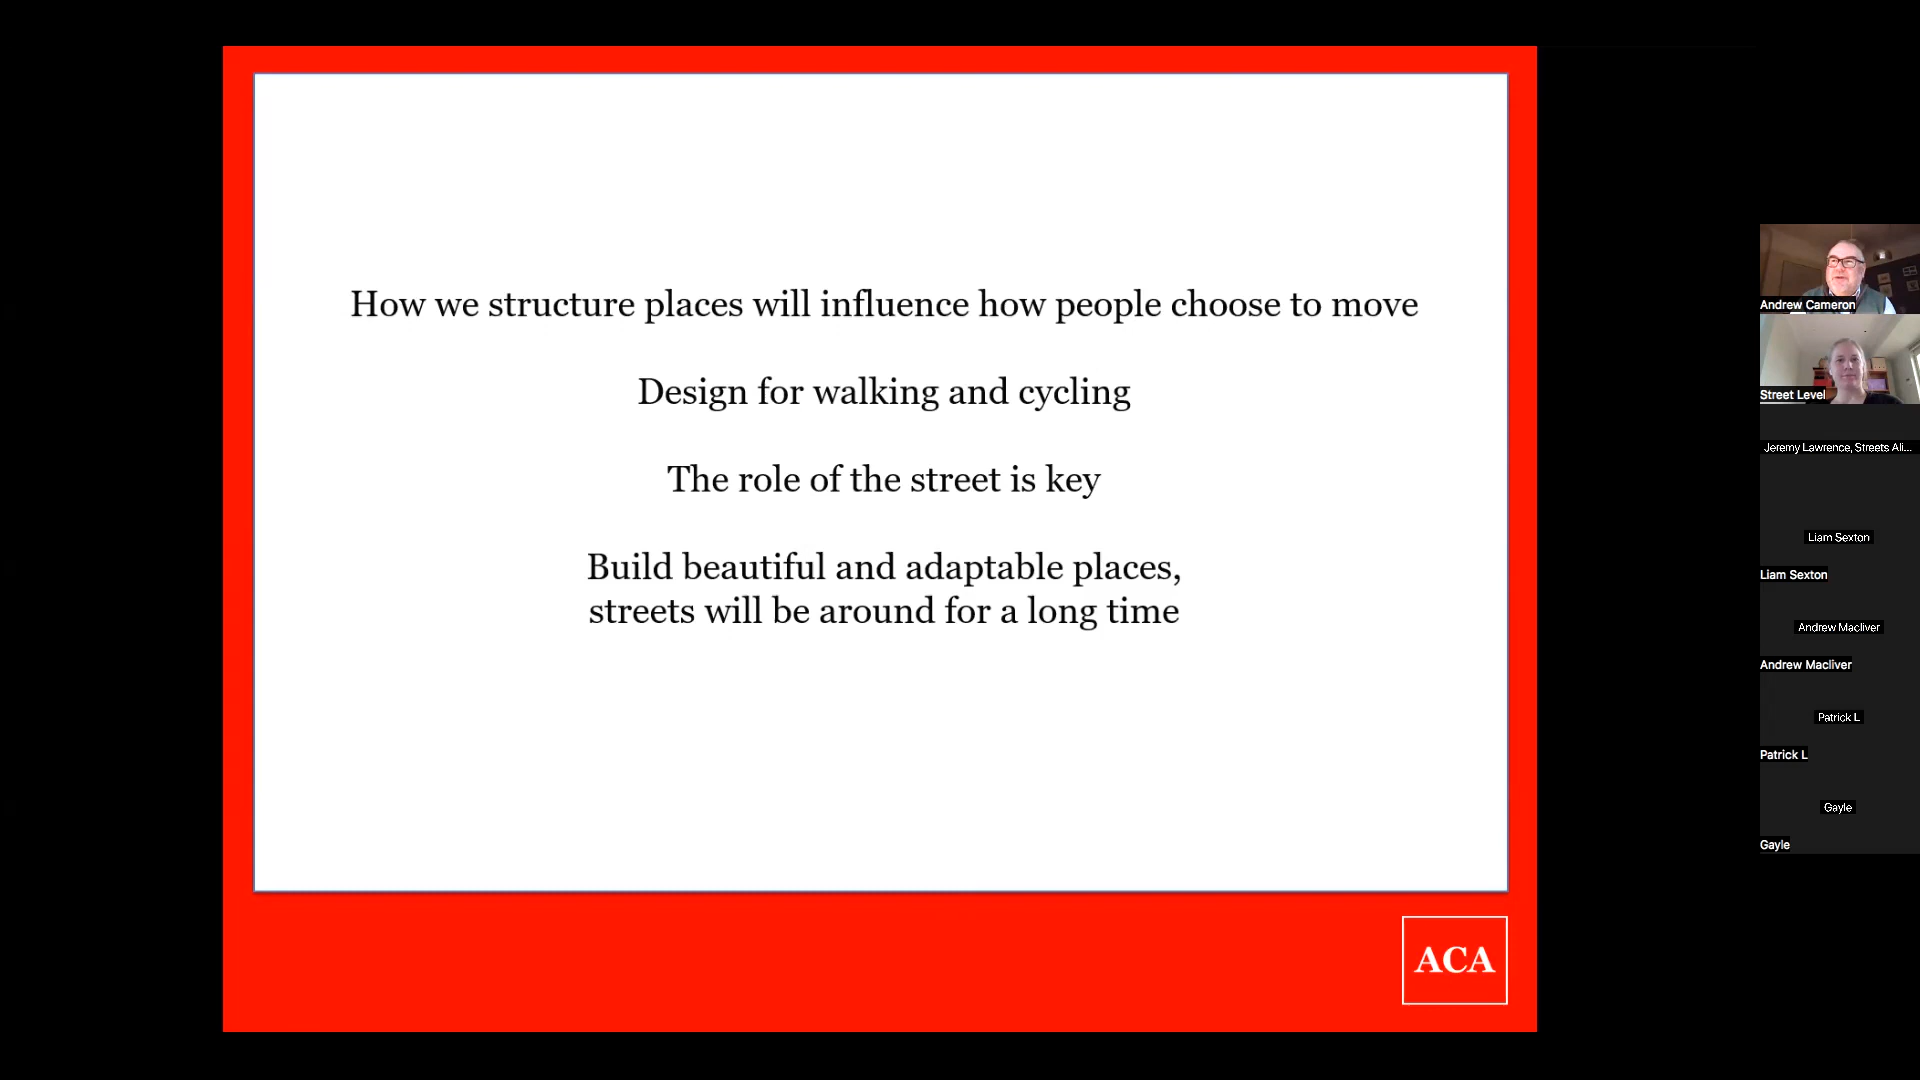 How we structure places will influence how people choose to move
Design for walking and cycling
The role of the street is key
Build beautiful and adaptable places,
streets will be around for a long time
ACA
Andrew Cameron
Street Level
Jeremy Lawrence, Streets Ali...
Liam Sexton
Liam Sexton
Andrew Macliver
Andrew Macliver
Patrick L
Patrick L
Gayle
Gayle